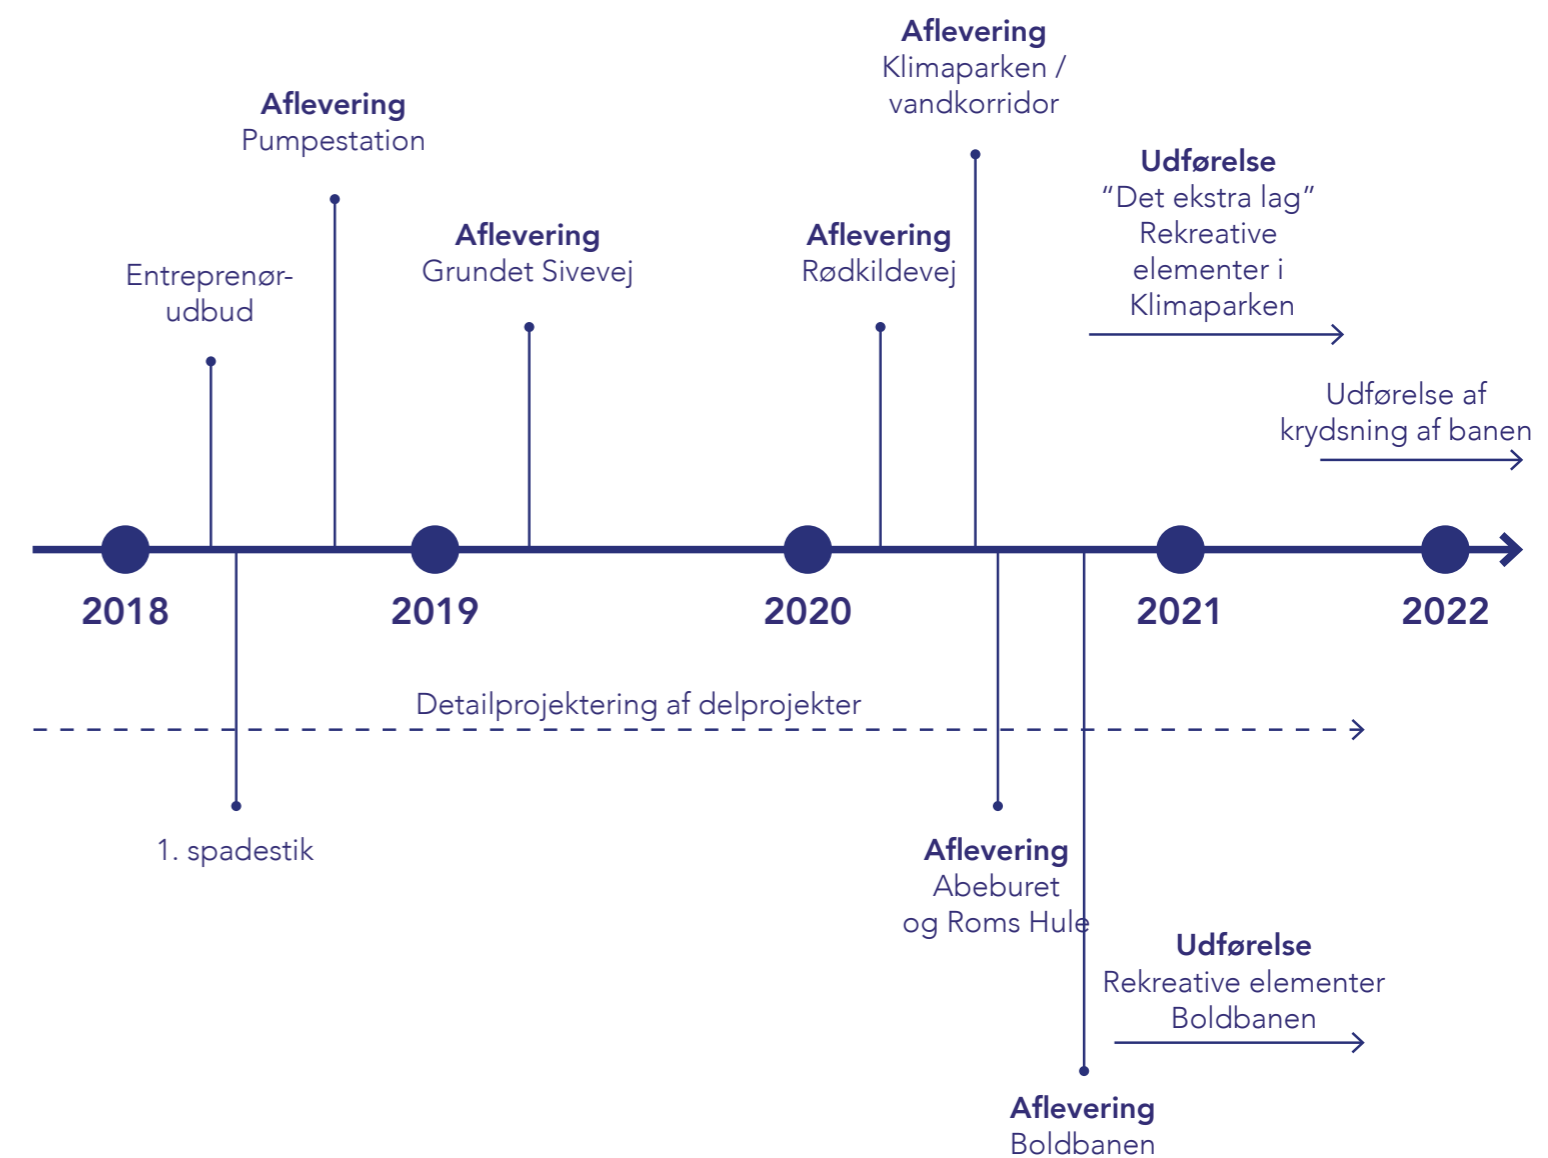 Aflevering
Klimaparken /
vandkorridor
Aflevering
Pumpestation
Udførelse
”Det ekstra lag”
Rekreative
elementer i
Klimaparken
Aflevering
Grundet Sivevej
Aflevering
Rødkildevej
Entreprenør-
udbud
Udførelse af
krydsning af banen
2018
2019
2020
2021
2022
Detailprojektering af delprojekter
1. spadestik
Aflevering
Abeburet
og Roms Hule
Udførelse
Rekreative elementer
Boldbanen
Aflevering
Boldbanen